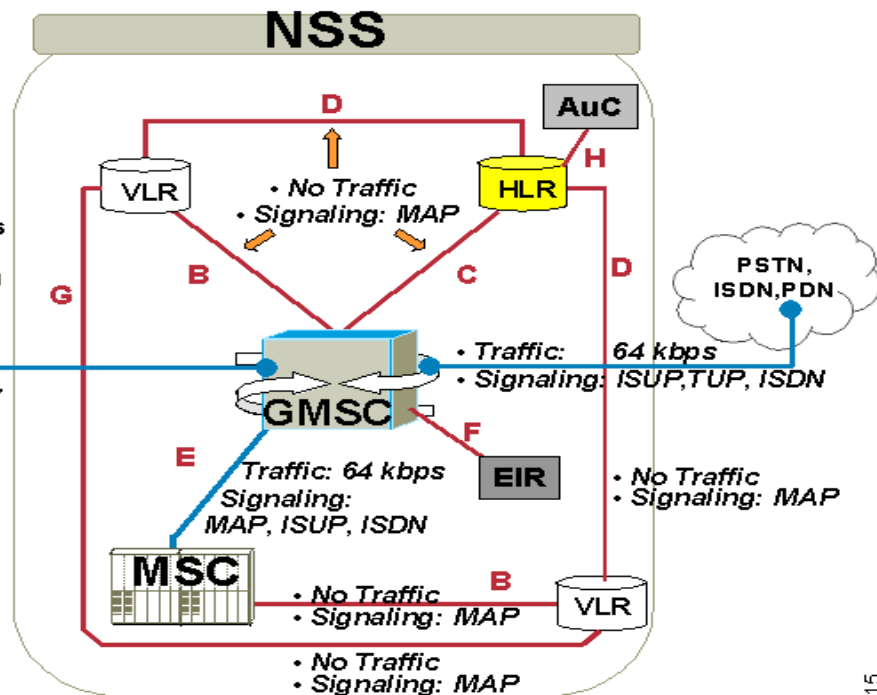 NSS
D
AuC
H
VLR
HLR
• No Traffic
• Signaling: MAP
s
B
C
D
G
PSTN,
ISDN,PDN
• Traffic: 64 kbps
• Signaling: ISUP,TUP, ISDN
GMSC
F
E
EIR
Traffic: 64 kbps
Signaling:
MAP, ISUP, ISDN
• No Traffic
• Signaling: MAP
MSC
B
• No Traffic
• Signaling: MAP
VLR
• No Traffic
• Signaling: MAP
15